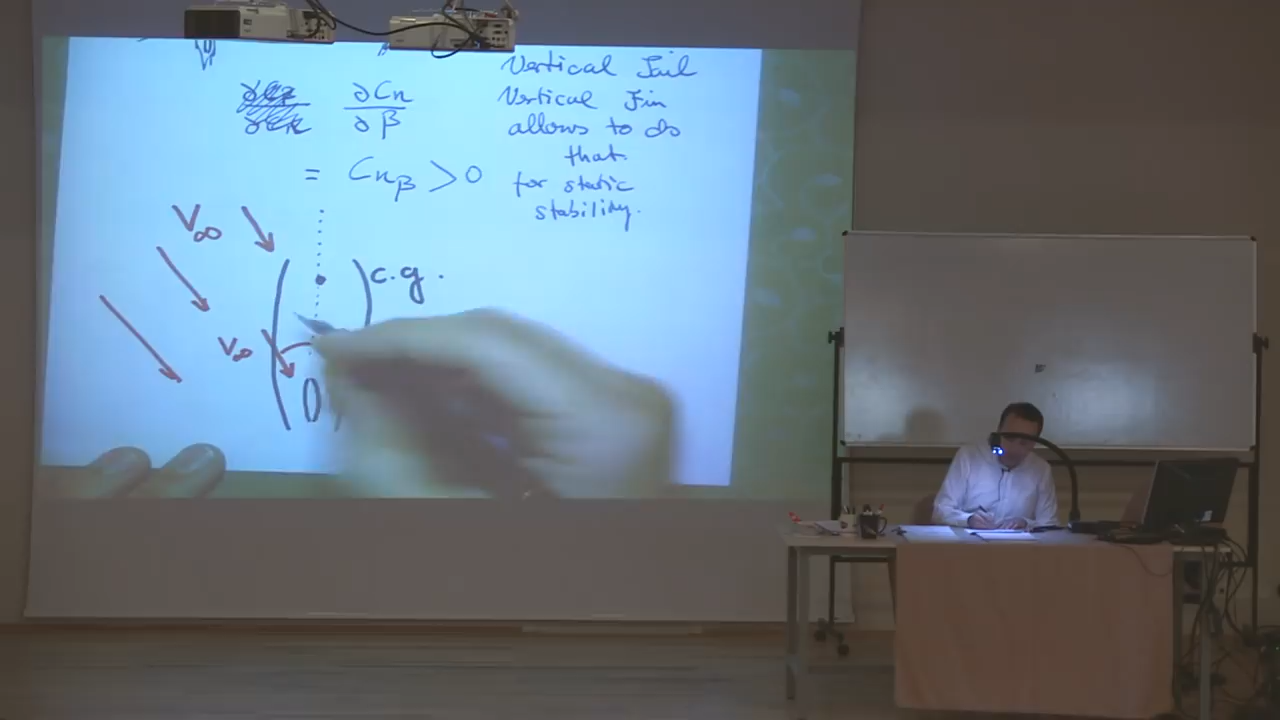 Vertical Tail
∂Cn/∂β
Vertical Fin
allows to do
that.
= Cnβ > 0
for static
stability.
V∞
c.g.
V∞